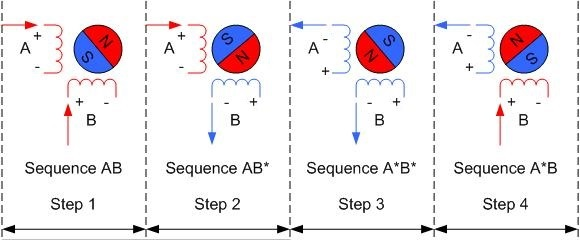 A + - N S + - B
Sequence AB
Step 1
A + - S N - + B
Sequence AB*
Step 2
A - + S N - + B
Sequence A*B*
Step 3
A - + N S + - B
Sequence A*B
Step 4